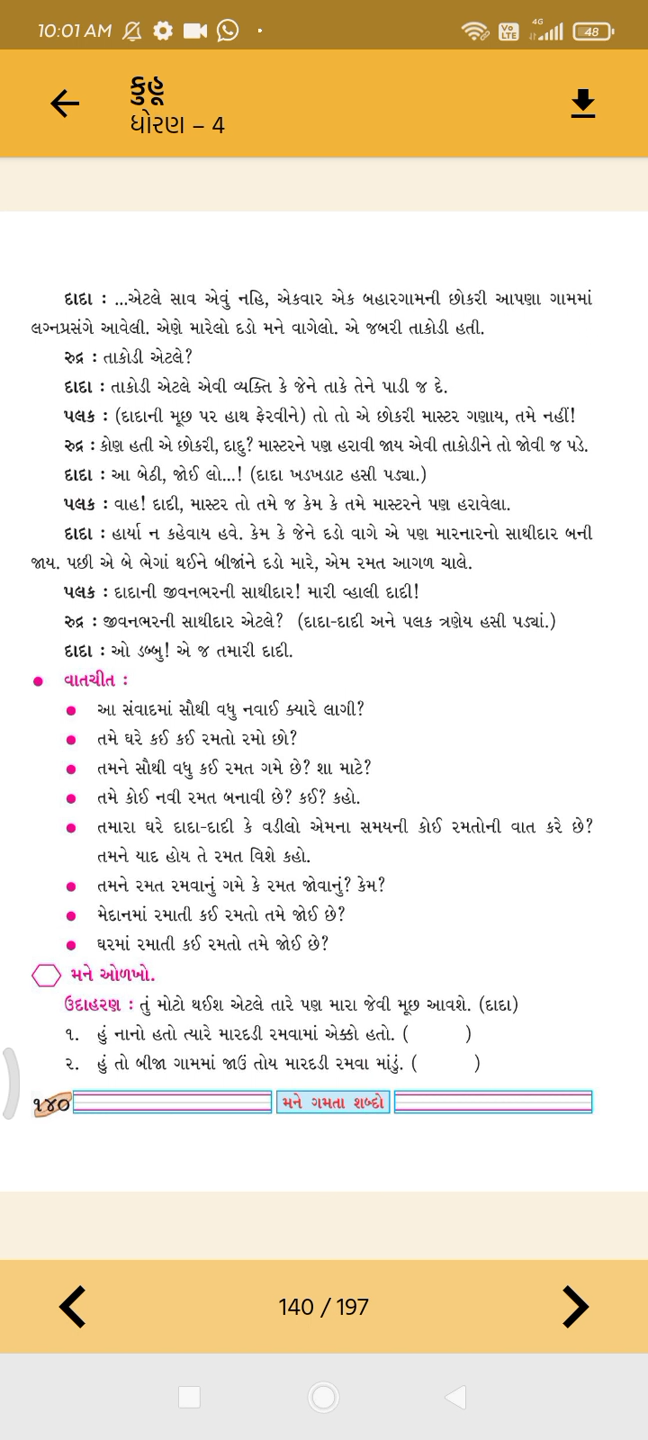 10:01 AM
4G
Vo LTE
48
કુહૂ
ધોરણ – 4
દાદા : ...એટલે સાવ એવું નહિ, એકવાર એક બહારગામની છોકરી આપણા ગામમાં
લગ્નપ્રસંગે આવેલી. એણે મારેલો દડો મને વાગેલો. એ જબરી તાકોડી હતી.
રુદ્ર : તાકોડી એટલે?
દાદા : તાકોડી એટલે એવી વ્યક્તિ કે જેને તાકે તેને પાડી જ દે.
પલક : (દાદાની મૂછ પર હાથ ફેરવીને) તો તો એ છોકરી માસ્ટર ગણાય, તમે નહીં!
રુદ્ર : કોણ હતી એ છોકરી, દાદુ? માસ્ટરને પણ હરાવી જાય એવી તાકોડીને તો જોવી જ પડે.
દાદા : આ બેઠી, જોઈ લો...! (દાદા ખડખડાટ હસી પડ્યા.)
પલક : વાહ! દાદી, માસ્ટર તો તમે જ કેમ કે તમે માસ્ટરને પણ હરાવેલા.
દાદા : હાર્યા ન કહેવાય હવે. કેમ કે જેને દડો વાગે એ પણ મારનારનો સાથીદાર બની
જાય. પછી એ બે ભેગાં થઈને બીજાંને દડો મારે, એમ રમત આગળ ચાલે.
પલક : દાદાની જીવનભરની સાથીદાર! મારી વ્હાલી દાદી!
રુદ્ર : જીવનભરની સાથીદાર એટલે? (દાદા-દાદી અને પલક ત્રણેય હસી પડ્યાં.)
દાદા : ઓ ડબ્બુ! એ જ તમારી દાદી.
● વાતચીત :
● આ સંવાદમાં સૌથી વધુ નવાઈ ક્યારે લાગી?
● તમે ઘરે કઈ કઈ રમતો રમો છો?
● તમને સૌથી વધુ કઈ રમત ગમે છે? શા માટે?
● તમે કોઈ નવી રમત બનાવી છે? કઈ? કહો.
● તમારા ઘરે દાદા-દાદી કે વડીલો એમના સમયની કોઈ રમતોની વાત કરે છે?
તમને યાદ હોય તે રમત વિશે કહો.
● તમને રમત રમવાનું ગમે કે રમત જોવાનું? કેમ?
● મેદાનમાં રમાતી કઈ રમતો તમે જોઈ છે?
● ઘરમાં રમાતી કઈ રમતો તમે જોઈ છે?
મને ઓળખો.
ઉદાહરણ : તું મોટો થઈશ એટલે તારે પણ મારા જેવી મૂછ આવશે. (દાદા)
૧. હું નાનો હતો ત્યારે મારદડી રમવામાં એક્કો હતો. ( )
૨. હું તો બીજા ગામમાં જાઉં તોય મારદડી રમવા માંડું. ( )
૧૪૦
મને ગમતા શબ્દો
140 / 197